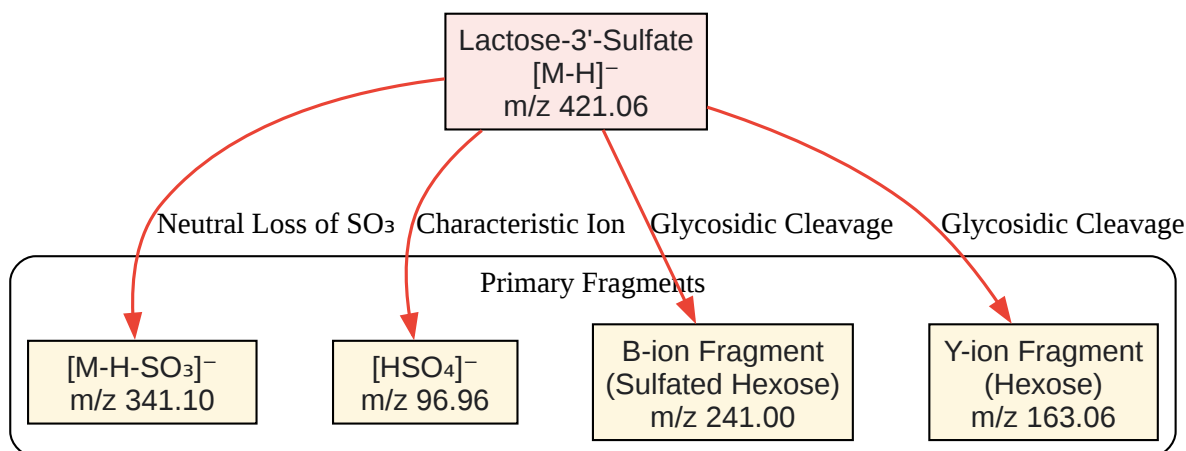 Lactose-3'-Sulfate
[M-H]⁻
m/z 421.06
Neutral Loss of SO₃
Characteristic Ion
Glycosidic Cleavage
Glycosidic Cleavage
Primary Fragments
[M-H-SO₃]⁻
m/z 341.10
[HSO₄]⁻
m/z 96.96
B-ion Fragment
(Sulfated Hexose)
m/z 241.00
Y-ion Fragment
(Hexose)
m/z 163.06